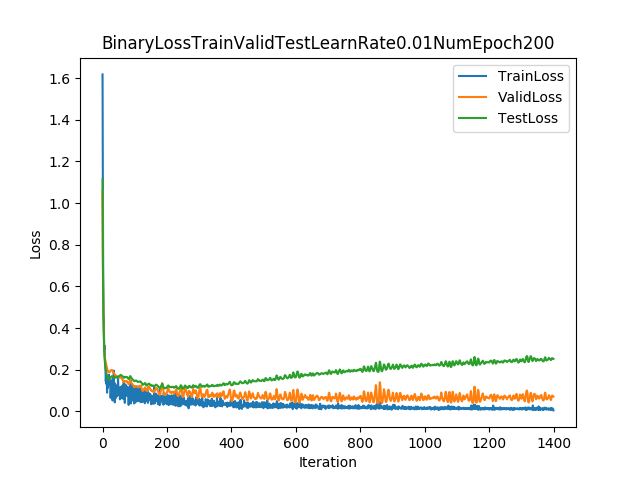 BinaryLossTrainValidTestLearnRate0.01NumEpoch200
TrainLoss
ValidLoss
TestLoss
Loss
1.6
1.4
1.2
1.0
0.8
0.6
0.4
0.2
0.0
0 200 400 600 800 1000 1200 1400
Iteration